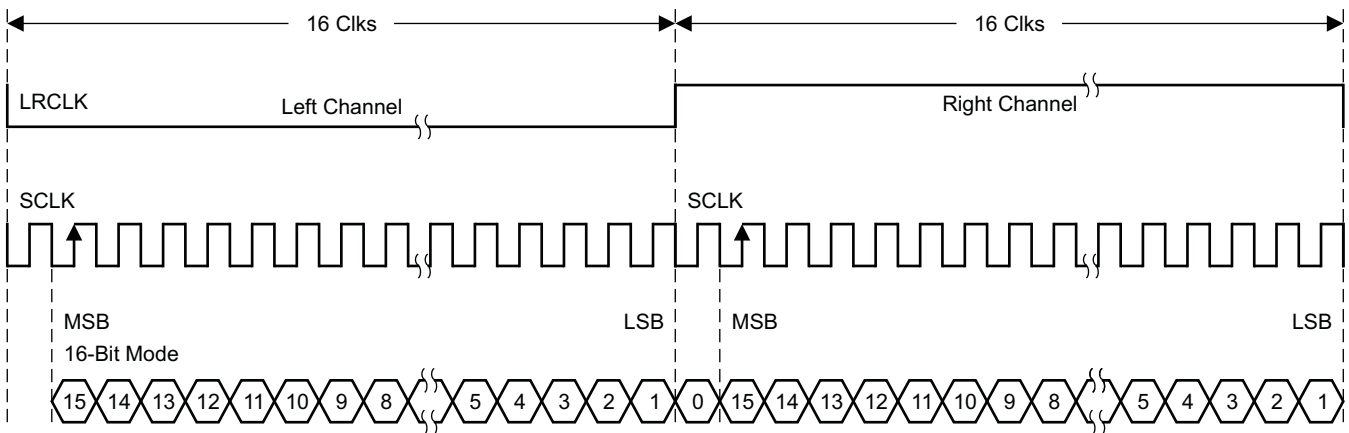 16 Clks 16 Clks
LRCLK Left Channel Right Channel
SCLK SCLK
MSB LSB MSB LSB
16-Bit Mode
15 14 13 12 11 10 9 8 5 4 3 2 1 0 15 14 13 12 11 10 9 8 5 4 3 2 1